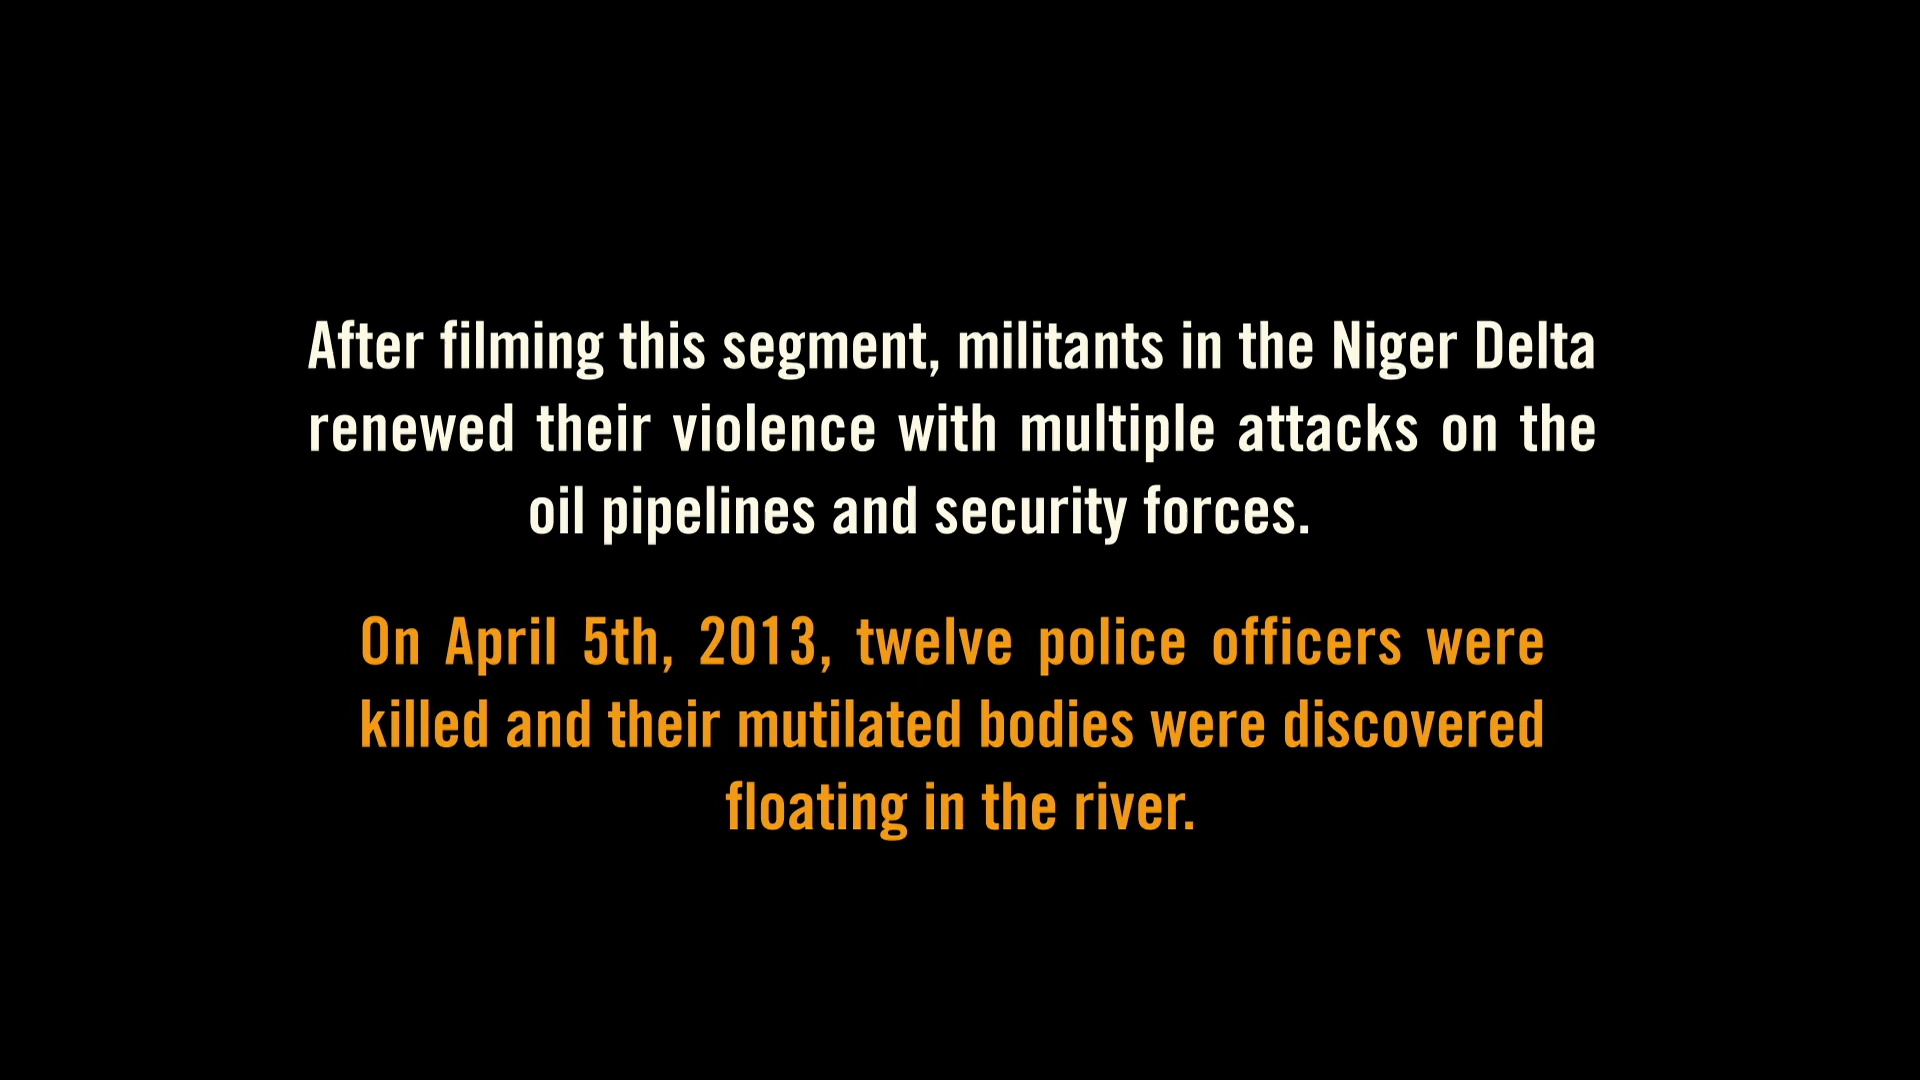 After filming this segment, militants in the Niger Delta
renewed their violence with multiple attacks on the
oil pipelines and security forces.
On April 5th, 2013, twelve police officers were
killed and their mutilated bodies were discovered
floating in the river.